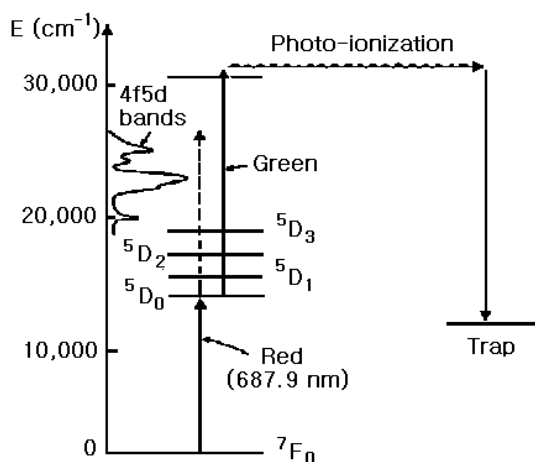 E (cm⁻¹)
Photo-ionization
30,000
4f5d
bands
Green
20,000
⁵D₃
⁵D₂
⁵D₁
⁵D₀
10,000
Red
(687.9 nm)
Trap
0
⁷F₀